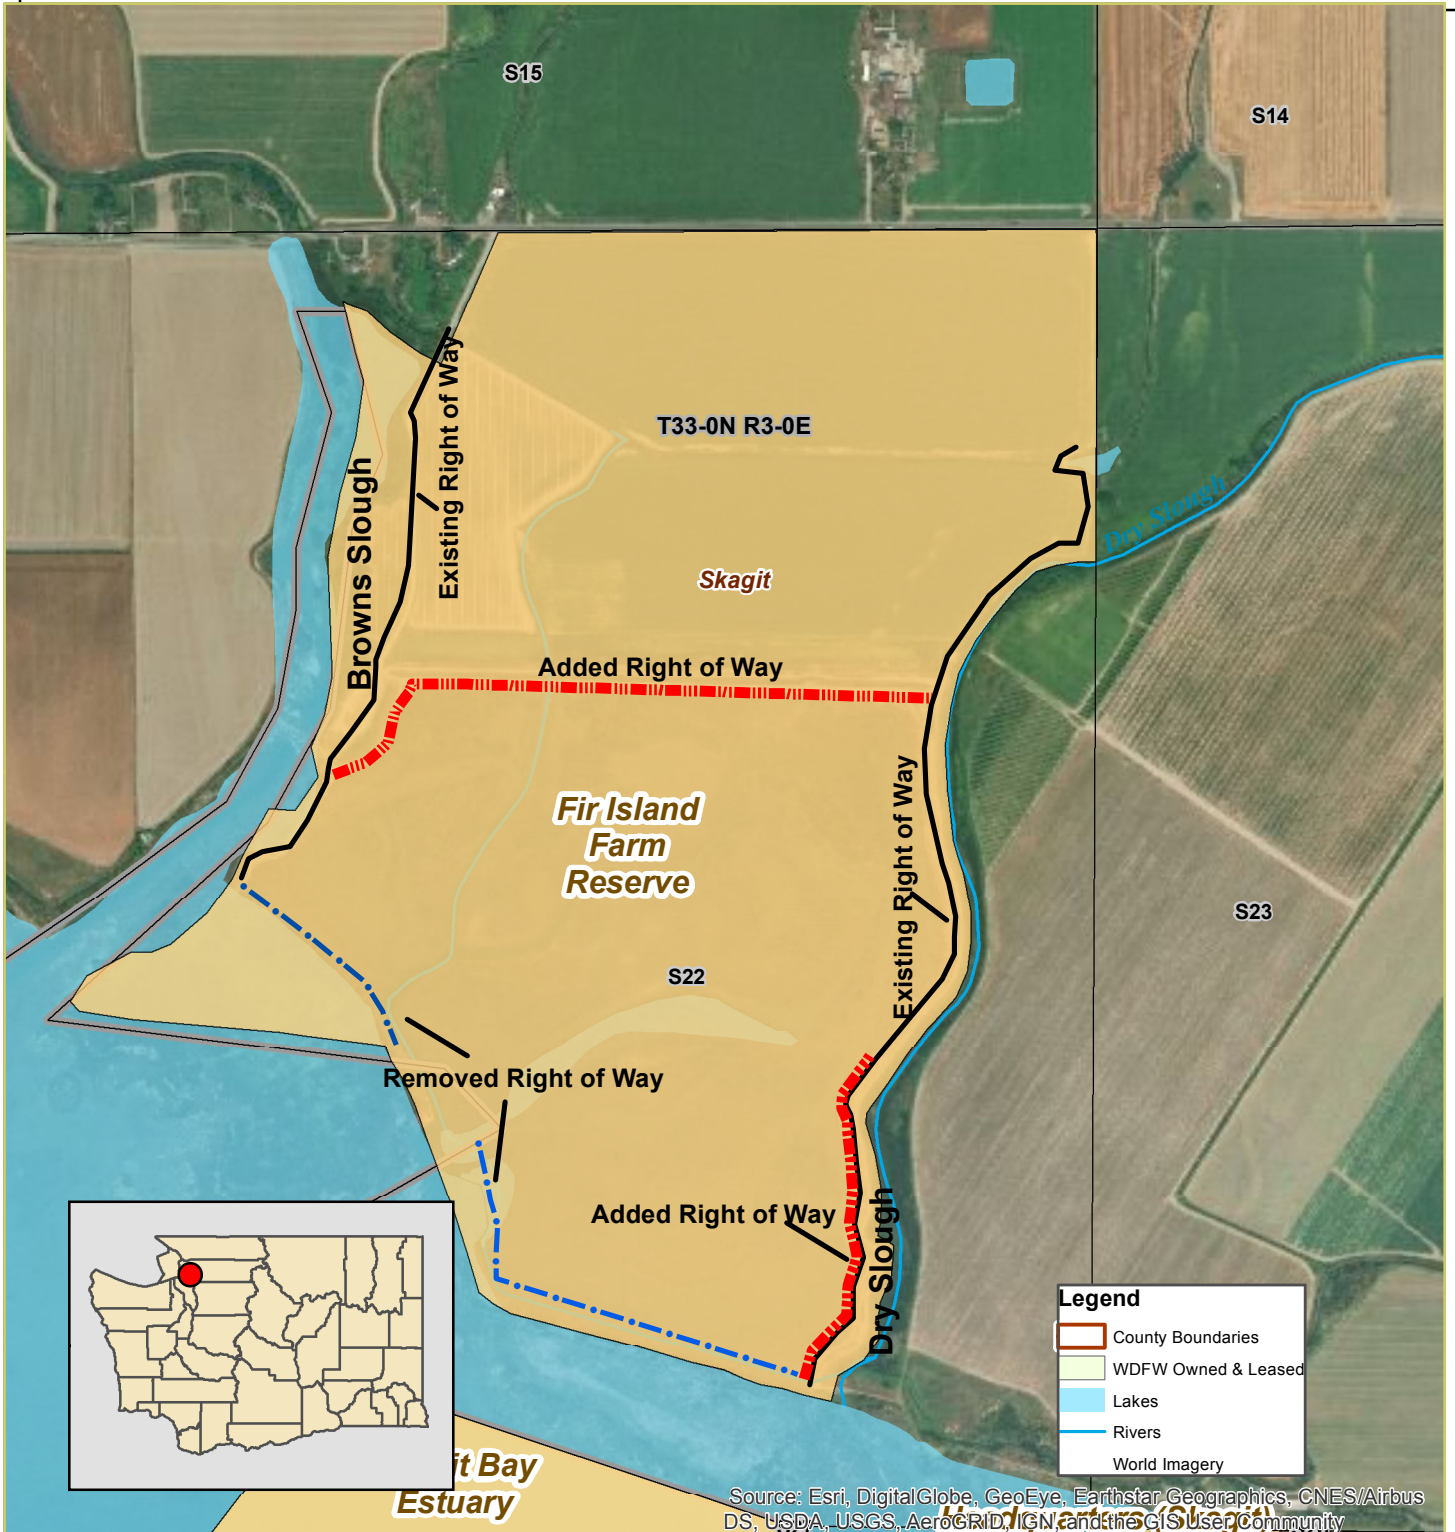 S15
S14
T33-0N R3-0E
Existing Right of Way
Browns Slough
Dry Slough
Skagit
Added Right of Way
Fir Island
Farm
Reserve
Existing Right of Way
S23
S22
Removed Right of Way
Added Right of Way
Dry Slough
Legend
County Boundaries
WDFW Owned & Leased
Lakes
Rivers
World Imagery
it Bay
Estuary
Source: Esri, DigitalGlobe, GeoEye, Earthstar Geographics, CNES/Airbus
DS, USDA, USGS, AeroGRID, IGN, and the GIS User Community